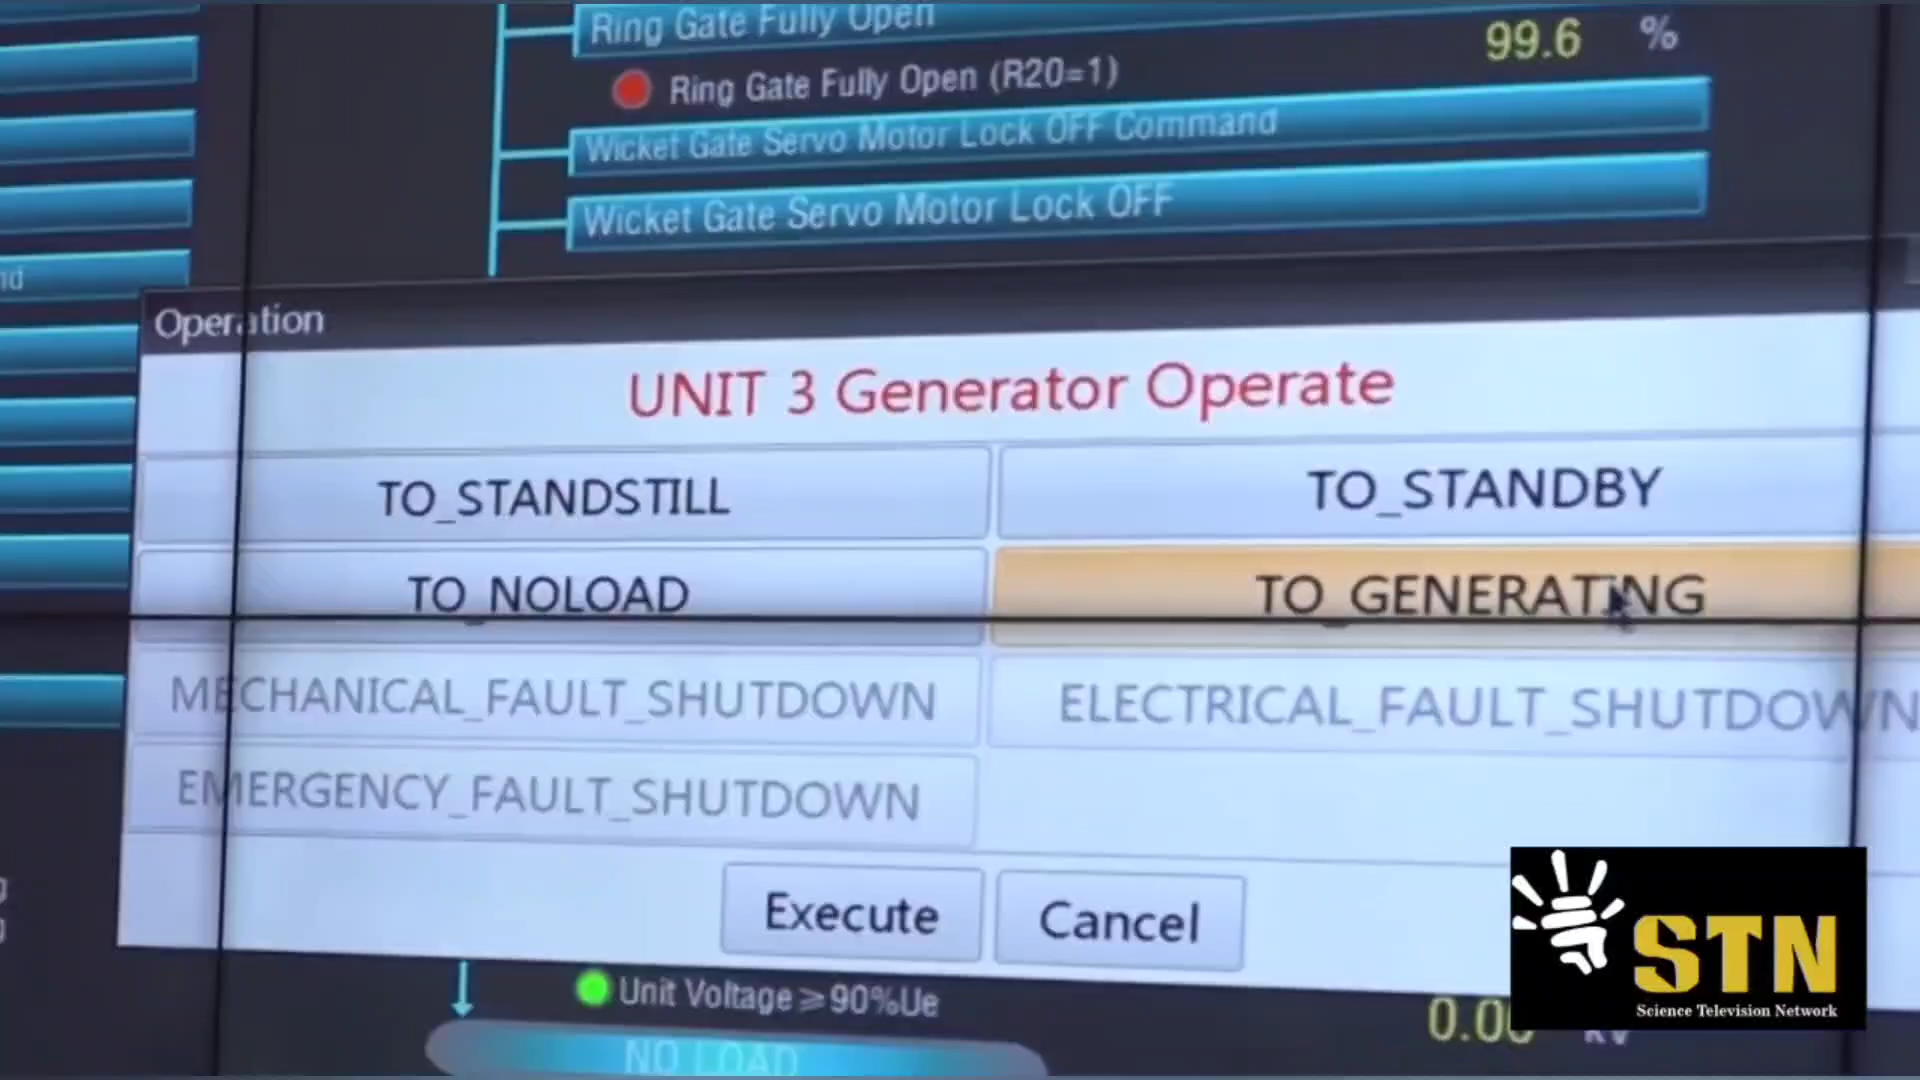 Ring Gate Fully Open
99.6 %
Ring Gate Fully Open (R20=1)
Wicket Gate Servo Motor Lock OFF Command
Wicket Gate Servo Motor Lock OFF
Operation
UNIT 3 Generator Operate
TO_STANDSTILL
TO_STANDBY
TO_NOLOAD
TO_GENERATING
MECHANICAL_FAULT_SHUTDOWN
ELECTRICAL_FAULT_SHUTDOWN
EMERGENCY_FAULT_SHUTDOWN
Execute
Cancel
Unit Voltage≥90%Ue
NO LOAD
STN
Science Television Network